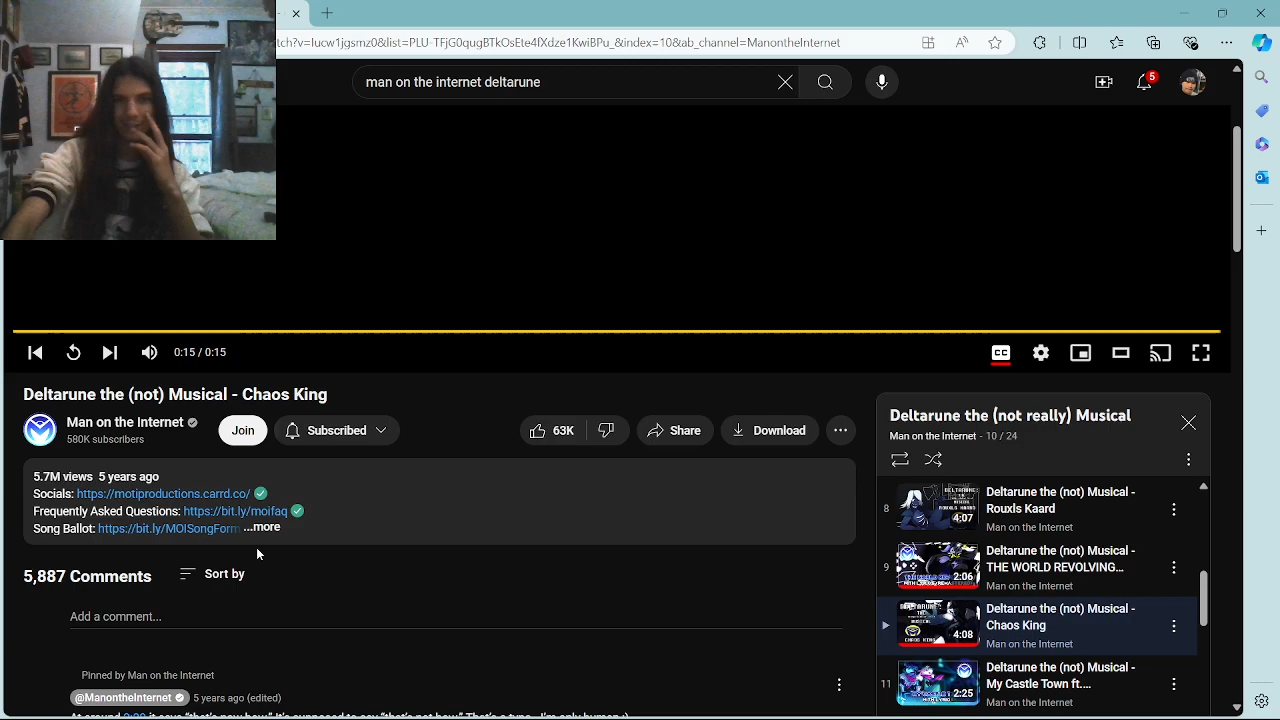 tch?v=Iucw1jgsmz0&list=PLU-TFjGDquqBTkOcEte4fXdze1Kwib6rz&index=10&ab_channel=ManontheInternet
man on the internet deltarune
5
0:15 / 0:15
CC
Deltarune the (not) Musical - Chaos King
Man on the Internet
580K subscribers
Join
Subscribed
63K
Share
Download
5.7M views 5 years ago
Socials: https://motiproductions.carrd.co/
Frequently Asked Questions: https://bit.ly/moifaq
Song Ballot: https://bit.ly/MOISongForm ...more
5,887 Comments
Sort by
Add a comment...
Pinned by Man on the Internet
@ManontheInternet 5 years ago (edited)
Deltarune the (not really) Musical
Man on the Internet - 10 / 24
8
4:07
Deltarune the (not) Musical -
Rouxls Kaard
Man on the Internet
9
2:06
Deltarune the (not) Musical -
THE WORLD REVOLVING...
Man on the Internet
4:08
Deltarune the (not) Musical -
Chaos King
Man on the Internet
11
2:25
Deltarune the (not) Musical -
My Castle Town ft....
Man on the Internet